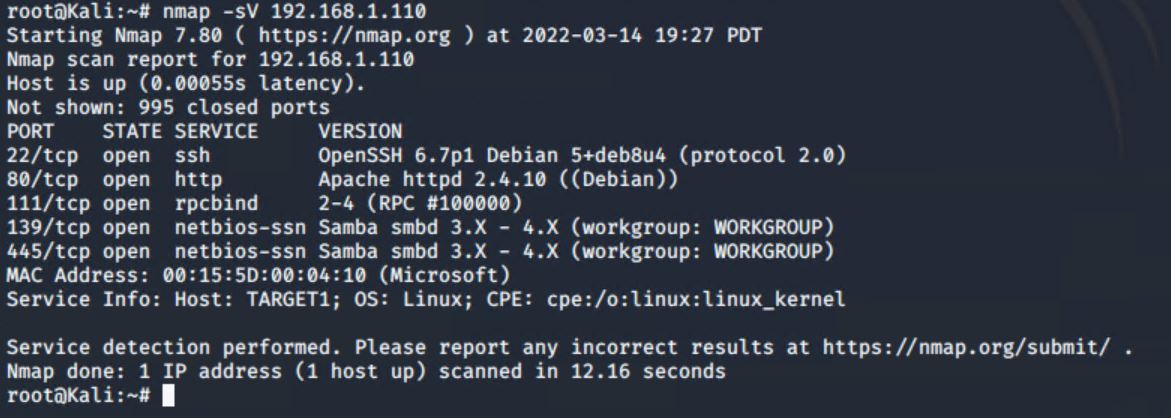 root@Kali:~# nmap -sV 192.168.1.110
Starting Nmap 7.80 ( https://nmap.org ) at 2022-03-14 19:27 PDT
Nmap scan report for 192.168.1.110
Host is up (0.00055s latency).
Not shown: 995 closed ports
PORT    STATE SERVICE     VERSION
22/tcp  open  ssh         OpenSSH 6.7p1 Debian 5+deb8u4 (protocol 2.0)
80/tcp  open  http        Apache httpd 2.4.10 ((Debian))
111/tcp open  rpcbind     2-4 (RPC #100000)
139/tcp open  netbios-ssn Samba smbd 3.X - 4.X (workgroup: WORKGROUP)
445/tcp open  netbios-ssn Samba smbd 3.X - 4.X (workgroup: WORKGROUP)
MAC Address: 00:15:5D:00:04:10 (Microsoft)
Service Info: Host: TARGET1; OS: Linux; CPE: cpe:/o:linux:linux_kernel

Service detection performed. Please report any incorrect results at https://nmap.org/submit/ .
Nmap done: 1 IP address (1 host up) scanned in 12.16 seconds
root@Kali:~#